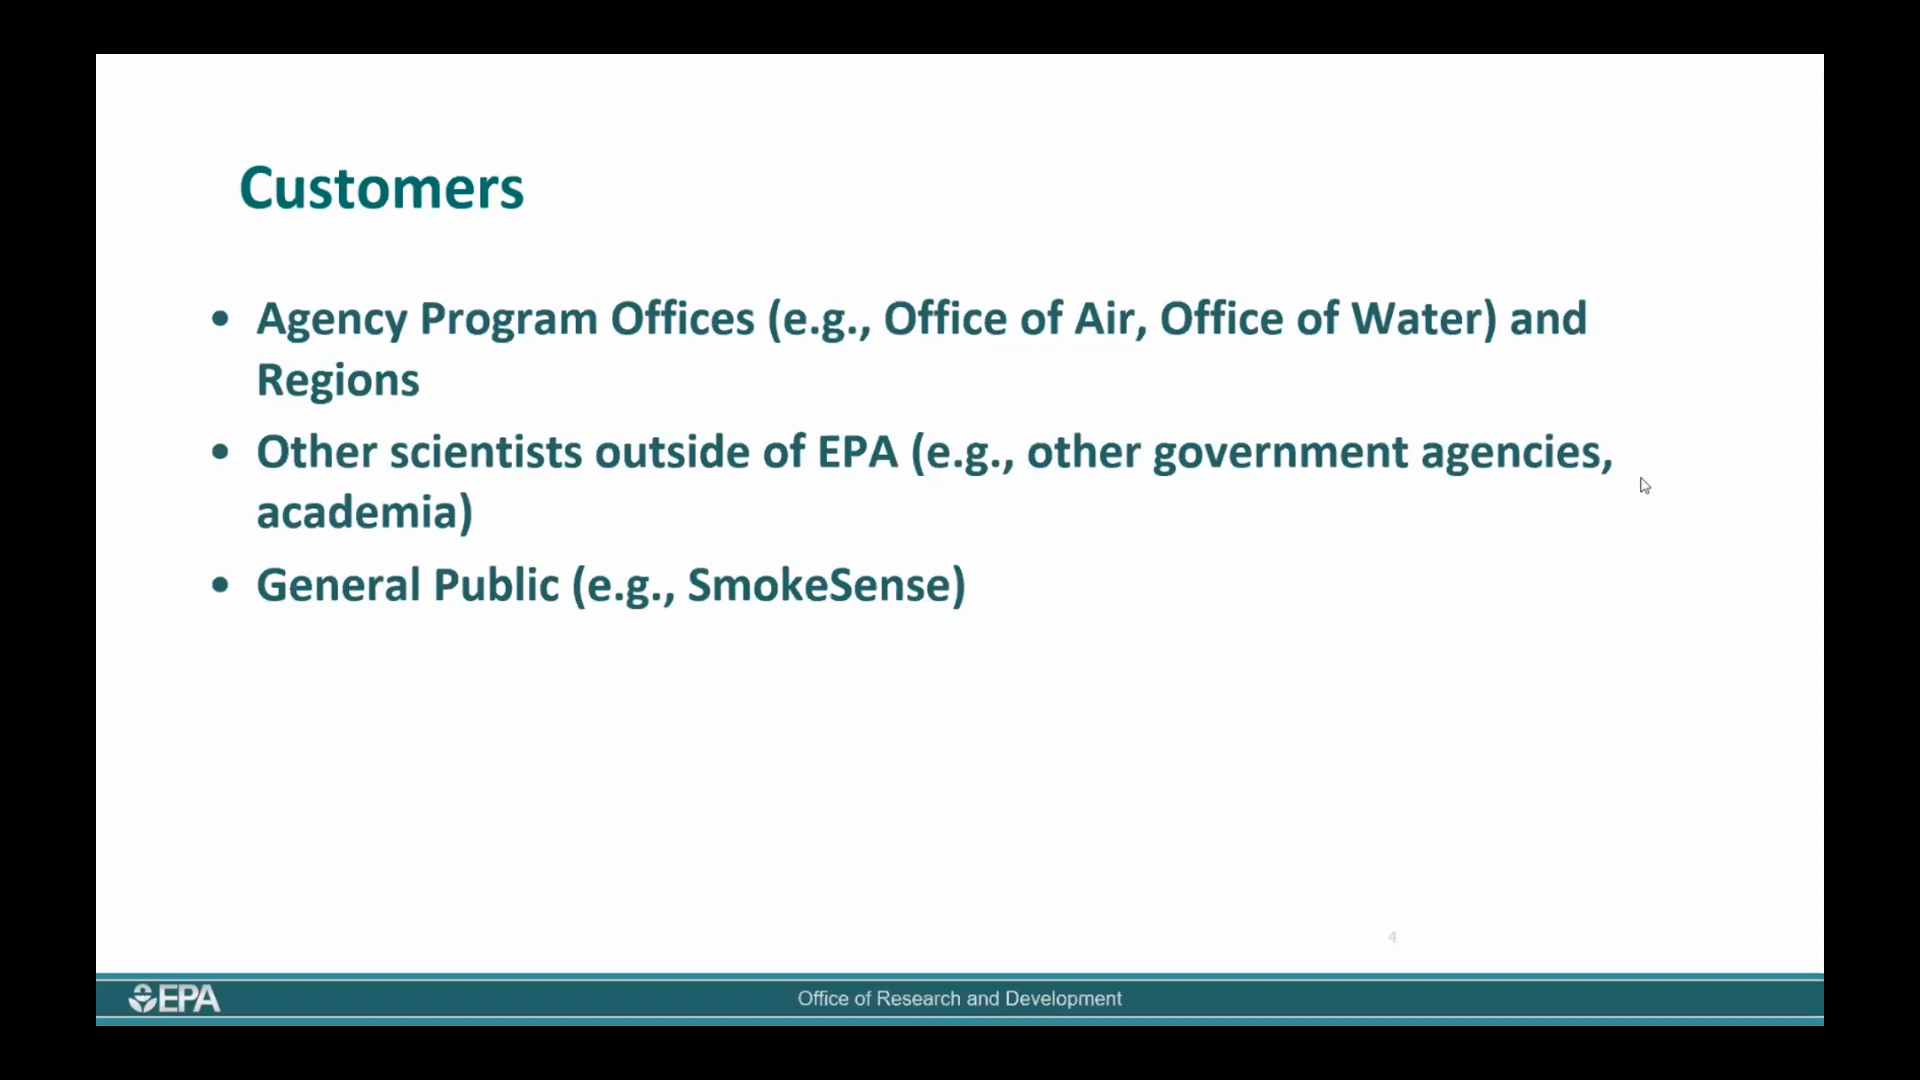 Customers
• Agency Program Offices (e.g., Office of Air, Office of Water) and
Regions
• Other scientists outside of EPA (e.g., other government agencies,
academia)
• General Public (e.g., SmokeSense)
4
EPA
Office of Research and Development